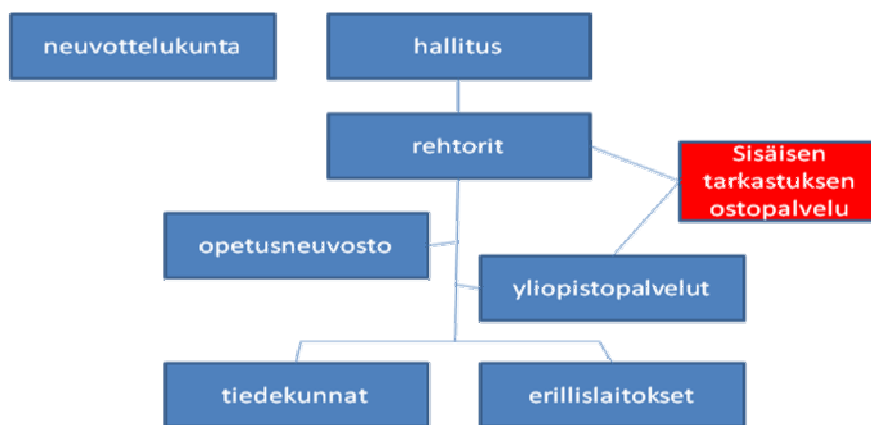 neuvottelukunta
hallitus
rehtorit
Sisäisen
tarkastuksen
ostopalvelu
opetusneuvosto
yliopistopalvelut
tiedekunnat
erillislaitokset